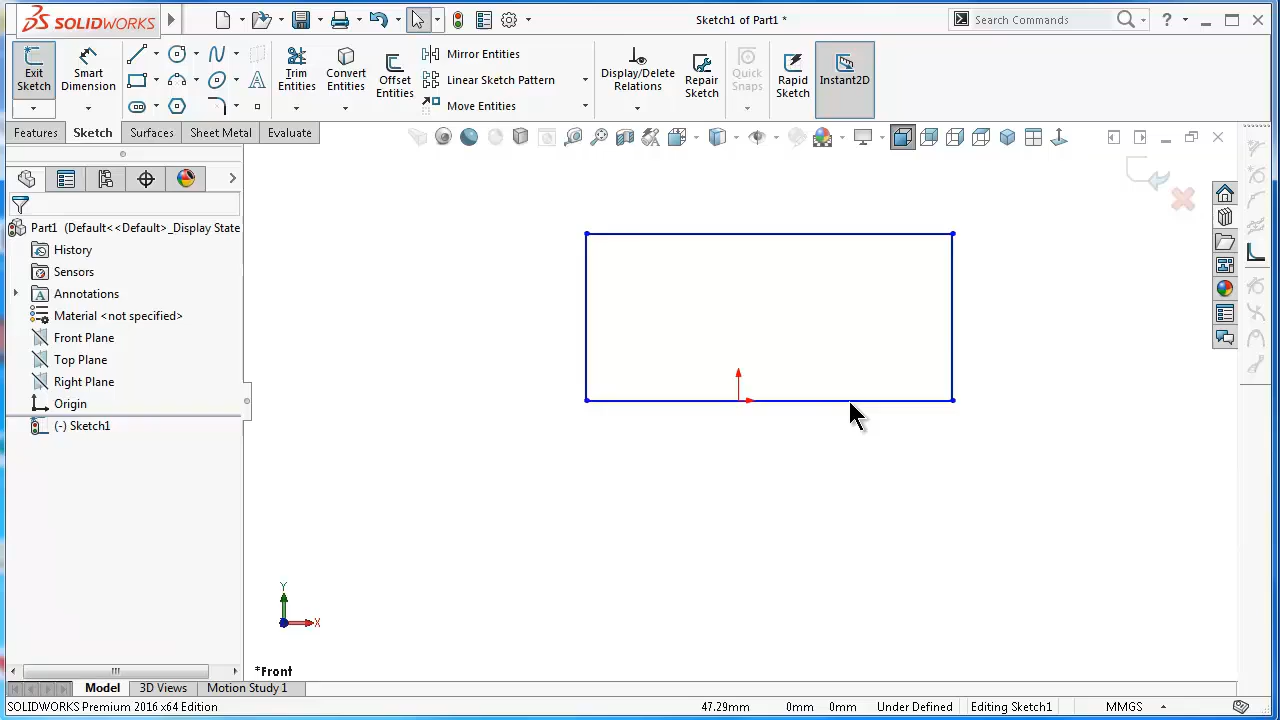 SOLIDWORKS
Sketch1 of Part1 *
Search Commands
?
Exit Sketch
Smart Dimension
Trim Entities
Convert Entities
Offset Entities
Mirror Entities
Linear Sketch Pattern
Move Entities
Display/Delete Relations
Repair Sketch
Quick Snaps
Rapid Sketch
Instant2D
Features
Sketch
Surfaces
Sheet Metal
Evaluate
Part1 (Default<<Default>_Display State
History
Sensors
Annotations
Material <not specified>
Front Plane
Top Plane
Right Plane
Origin
(-) Sketch1
Y
X
*Front
Model
3D Views
Motion Study 1
SOLIDWORKS Premium 2016 x64 Edition
47.29mm
0mm
0mm
Under Defined
Editing Sketch1
MMGS